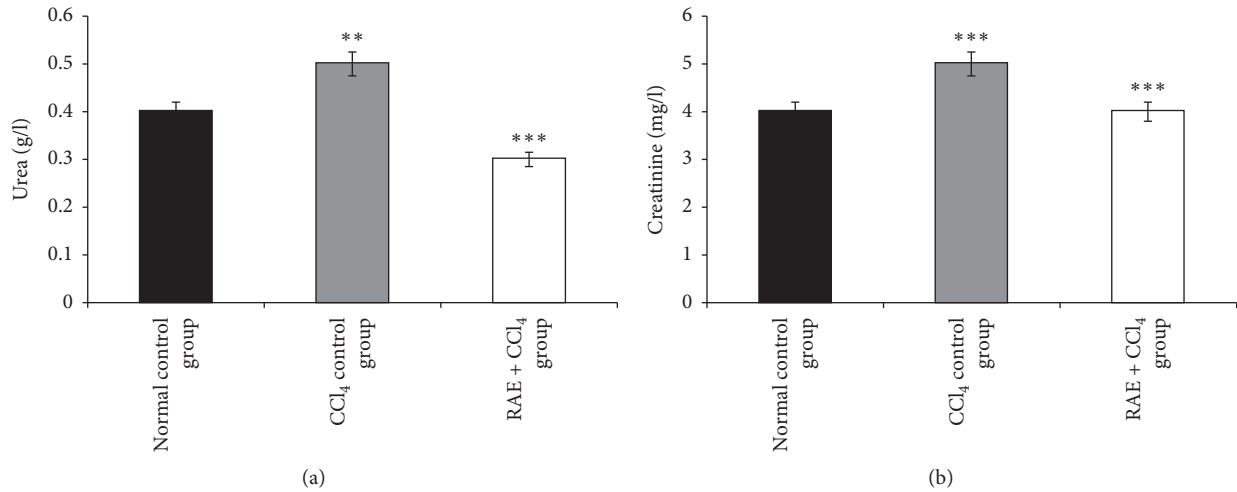 0.6
0.5
0.4
0.3
0.2
0.1
0
Urea (g/l)
**
***
Normal control
group
CCl₄ control
group
RAE + CCl₄
group
(a)
6
5
4
3
2
1
0
Creatinine (mg/l)
***
***
Normal control
group
CCl₄ control
group
RAE + CCl₄
group
(b)